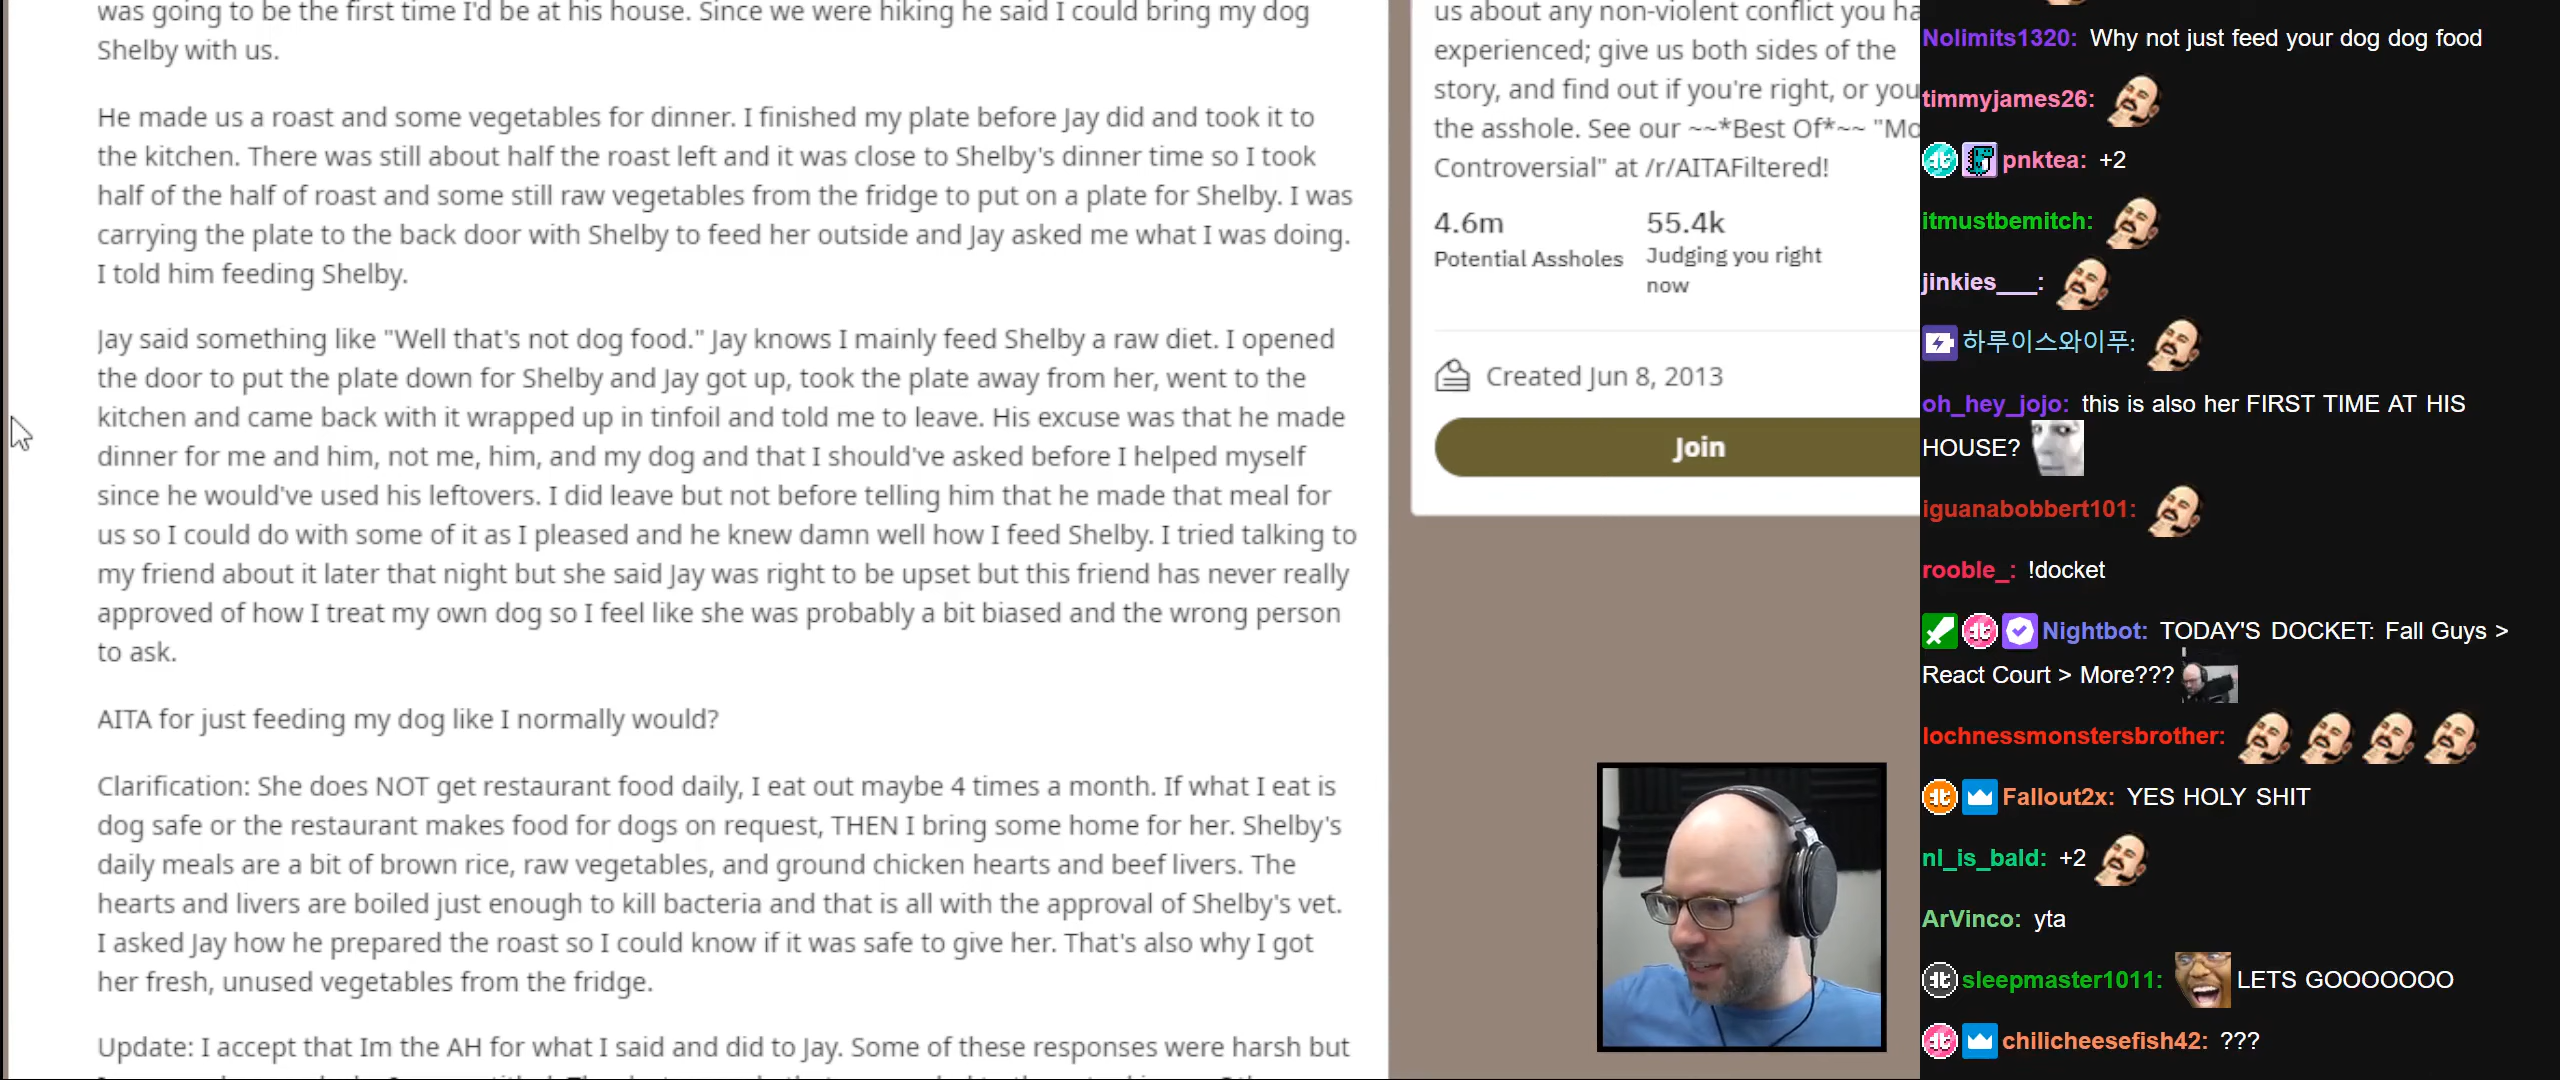 was going to be the first time I'd be at his house. Since we were hiking he said I could bring my dog
Shelby with us.
He made us a roast and some vegetables for dinner. I finished my plate before Jay did and took it to
the kitchen. There was still about half the roast left and it was close to Shelby's dinner time so I took
half of the half of roast and some still raw vegetables from the fridge to put on a plate for Shelby. I was
carrying the plate to the back door with Shelby to feed her outside and Jay asked me what I was doing.
I told him feeding Shelby.
Jay said something like "Well that's not dog food." Jay knows I mainly feed Shelby a raw diet. I opened
the door to put the plate down for Shelby and Jay got up, took the plate away from her, went to the
kitchen and came back with it wrapped up in tinfoil and told me to leave. His excuse was that he made
dinner for me and him, not me, him, and my dog and that I should've asked before I helped myself
since he would've used his leftovers. I did leave but not before telling him that he made that meal for
us so I could do with some of it as I pleased and he knew damn well how I feed Shelby. I tried talking to
my friend about it later that night but she said Jay was right to be upset but this friend has never really
approved of how I treat my own dog so I feel like she was probably a bit biased and the wrong person
to ask.
AITA for just feeding my dog like I normally would?
Clarification: She does NOT get restaurant food daily, I eat out maybe 4 times a month. If what I eat is
dog safe or the restaurant makes food for dogs on request, THEN I bring some home for her. Shelby's
daily meals are a bit of brown rice, raw vegetables, and ground chicken hearts and beef livers. The
hearts and livers are boiled just enough to kill bacteria and that is all with the approval of Shelby's vet.
I asked Jay how he prepared the roast so I could know if it was safe to give her. That's also why I got
her fresh, unused vegetables from the fridge.
Update: I accept that Im the AH for what I said and did to Jay. Some of these responses were harsh but
us about any non-violent conflict you ha
experienced; give us both sides of the
story, and find out if you're right, or you
the asshole. See our ~~*Best Of*~~ "Mo
Controversial" at /r/AITAFiltered!
4.6m
Potential Assholes
55.4k
Judging you right
now
Created Jun 8, 2013
Join
Nolimits1320: Why not just feed your dog dog food
timmyjames26:
pnktea: +2
itmustbemitch:
jinkies___:
하루이스와이푸:
oh_hey_jojo: this is also her FIRST TIME AT HIS
HOUSE?
iguanabobbert101:
rooble_: !docket
Nightbot: TODAY'S DOCKET: Fall Guys >
React Court > More???
lochnessmonstersbrother:
Fallout2x: YES HOLY SHIT
nl_is_bald: +2
ArVinco: yta
sleepmaster1011: LETS GOOOOOOO
chilicheesefish42: ???